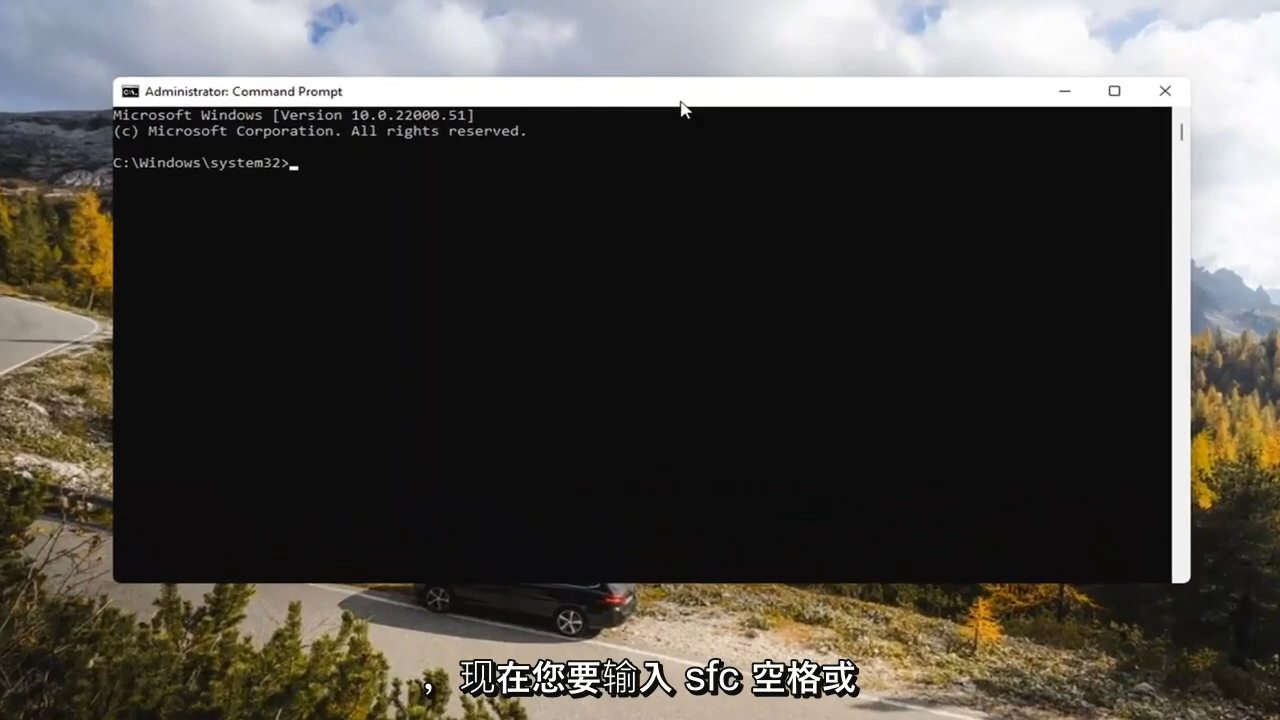 Administrator: Command Prompt
Microsoft Windows [Version 10.0.22000.51]
(c) Microsoft Corporation. All rights reserved.
C:\Windows\system32>
，现在您要输入 sfc 空格或